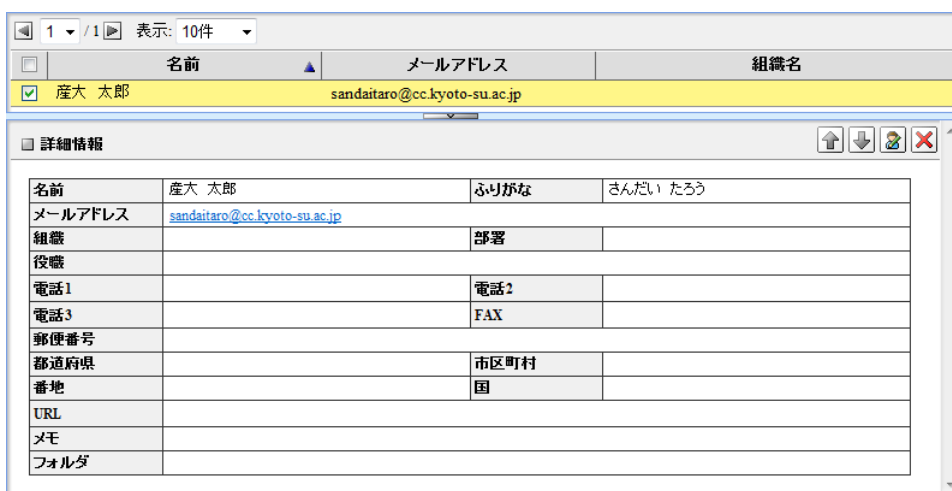 1 / 1 表示: 10件
名前 メールアドレス 組織名
産大 太郎 sandaitaro@cc.kyoto-su.ac.jp
詳細情報
名前 産大 太郎 ふりがな さんだい たろう
メールアドレス sandaitaro@cc.kyoto-su.ac.jp
組織 部署
役職
電話1 電話2
電話3 FAX
郵便番号
都道府県 市区町村
番地 国
URL
メモ
フォルダ